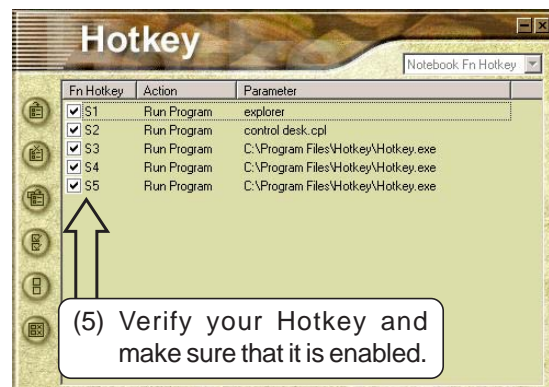 Hotkey
Notebook Fn Hotkey
Fn Hotkey Action Parameter
S1 Run Program explorer
S2 Run Program control desk.cpl
S3 Run Program C:\Program Files\Hotkey\Hotkey.exe
S4 Run Program C:\Program Files\Hotkey\Hotkey.exe
S5 Run Program C:\Program Files\Hotkey\Hotkey.exe
(5) Verify your Hotkey and
make sure that it is enabled.